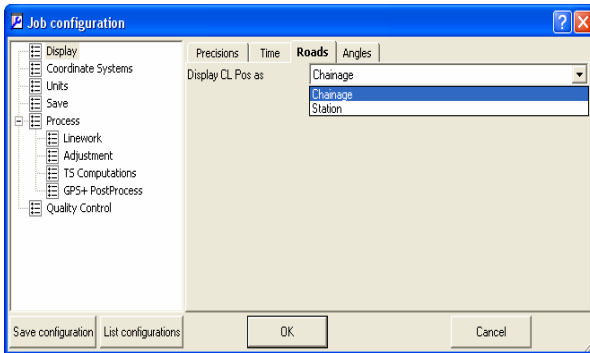 Job configuration
Display
Coordinate Systems
Units
Save
Process
Linework
Adjustment
TS Computations
GPS+ PostProcess
Quality Control
Precisions Time Roads Angles
Display CL Pos as Chainage
Chainage
Station
Save configuration List configurations OK Cancel